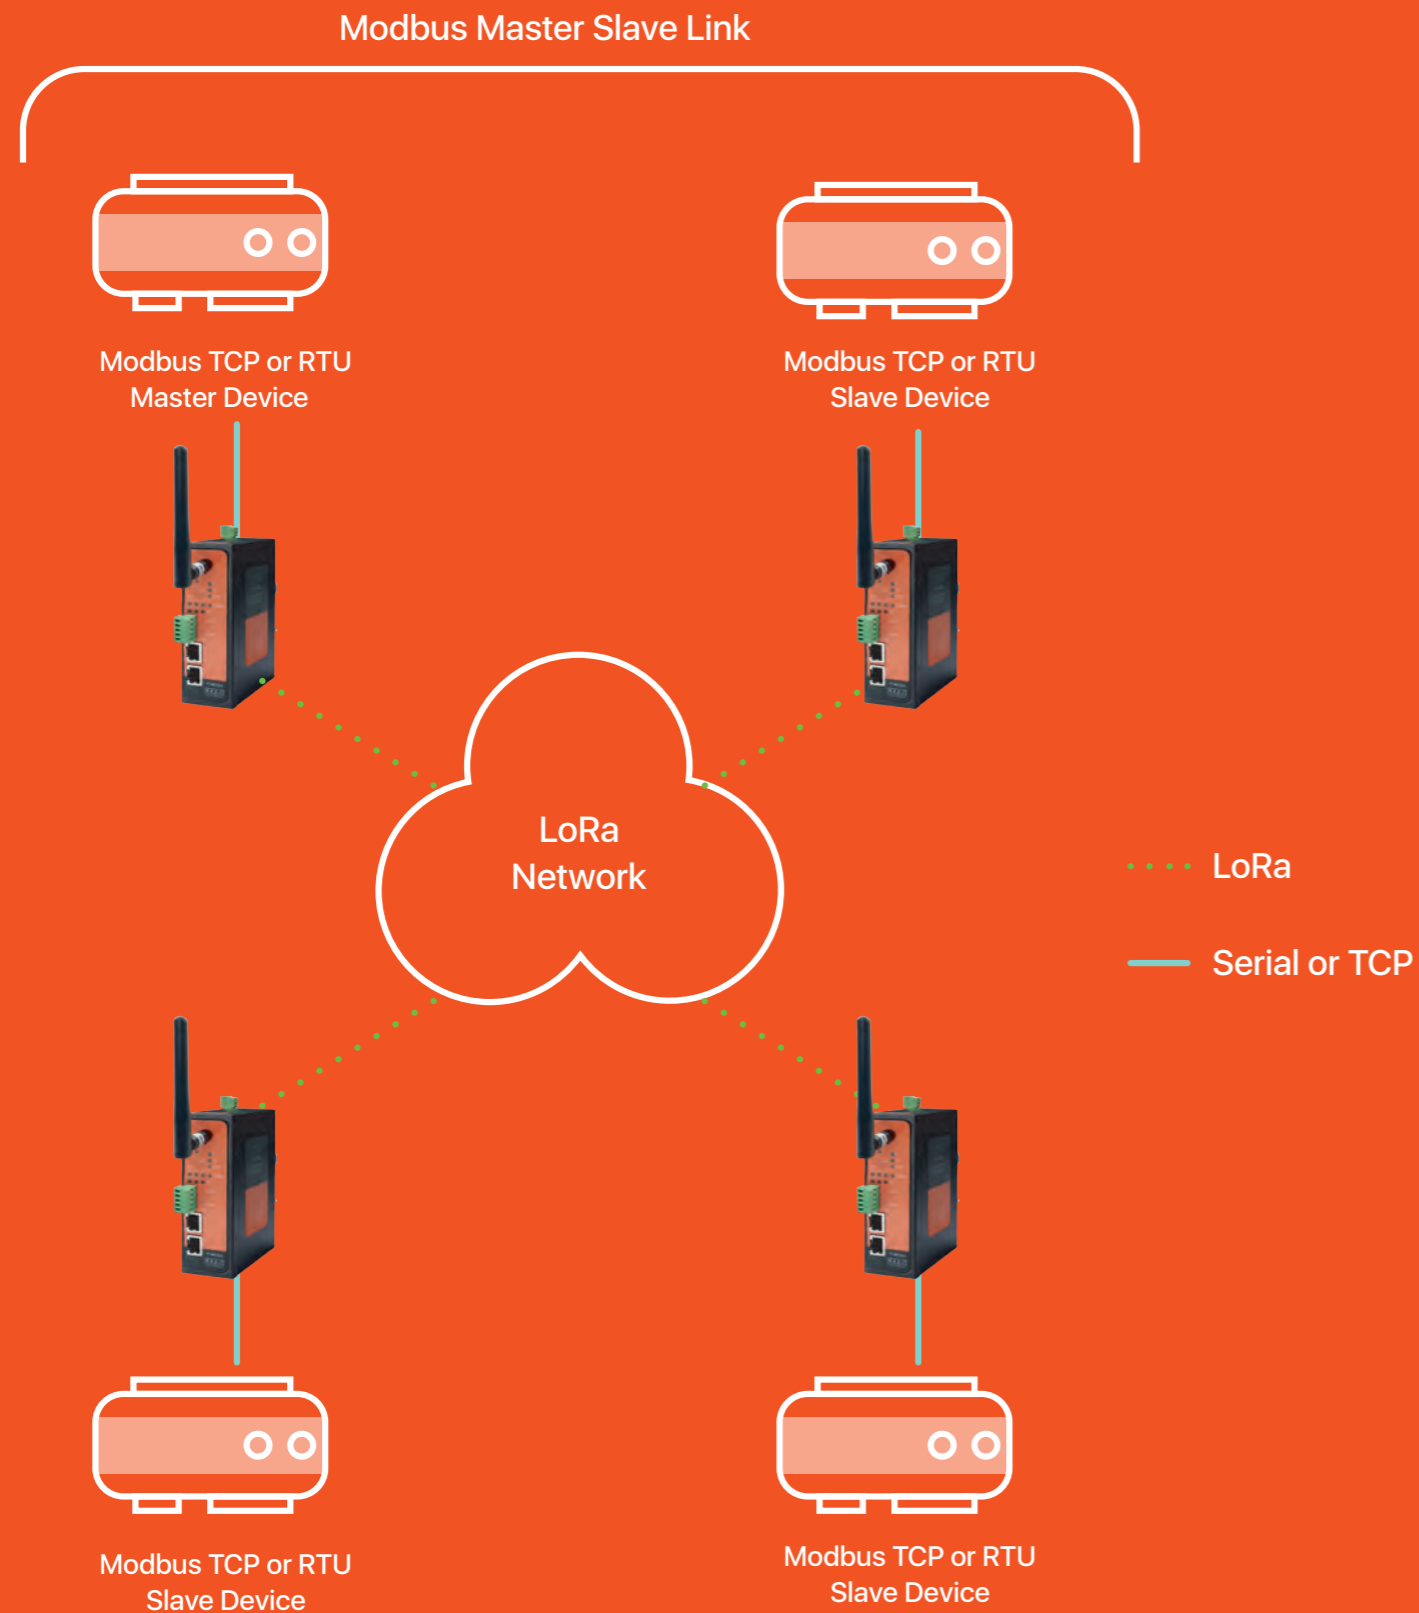 Modbus Master Slave Link
Modbus TCP or RTU
Master Device
Modbus TCP or RTU
Slave Device
LoRa
Network
LoRa
Serial or TCP
Modbus TCP or RTU
Slave Device
Modbus TCP or RTU
Slave Device